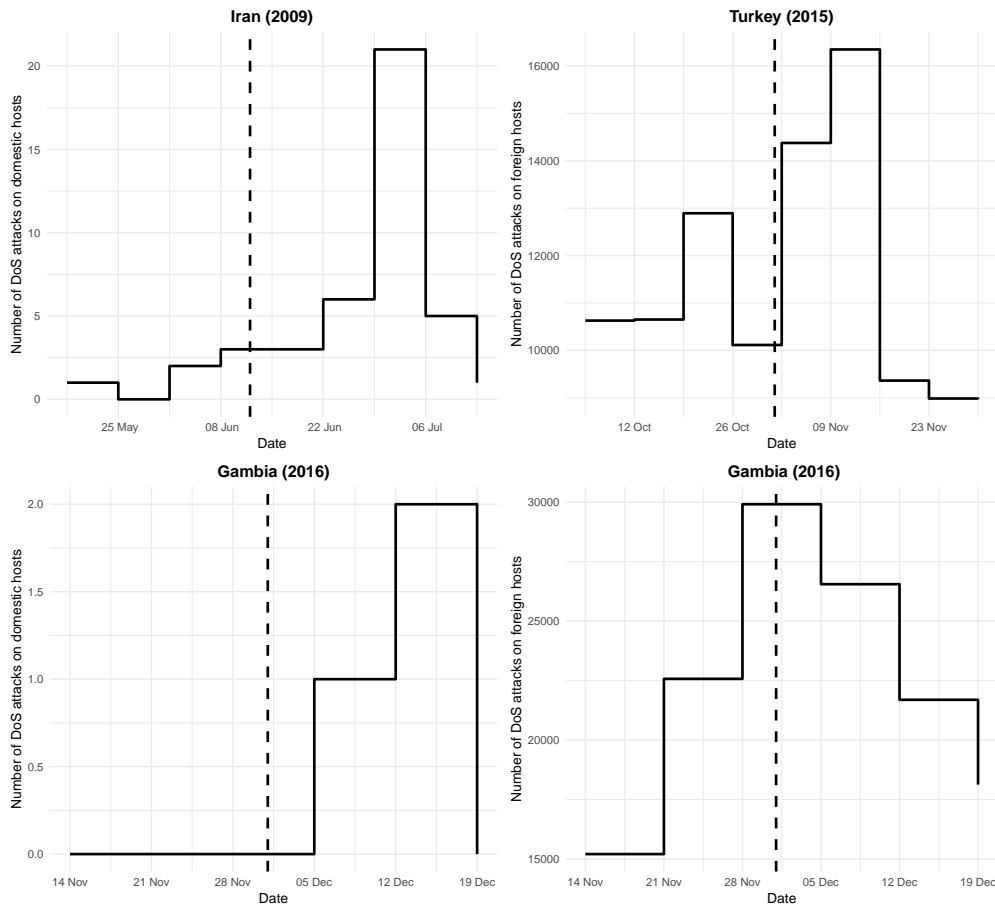 Iran (2009)
Number of DoS attacks on domestic hosts
20
15
10
5
0
25 May 08 Jun 22 Jun 06 Jul
Date
Turkey (2015)
Number of DoS attacks on foreign hosts
16000
14000
12000
10000
12 Oct 26 Oct 09 Nov 23 Nov
Date
Gambia (2016)
Number of DoS attacks on domestic hosts
2.0
1.5
1.0
0.5
0.0
14 Nov 21 Nov 28 Nov 05 Dec 12 Dec 19 Dec
Date
Gambia (2016)
Number of DoS attacks on foreign hosts
30000
25000
20000
15000
14 Nov 21 Nov 28 Nov 05 Dec 12 Dec 19 Dec
Date